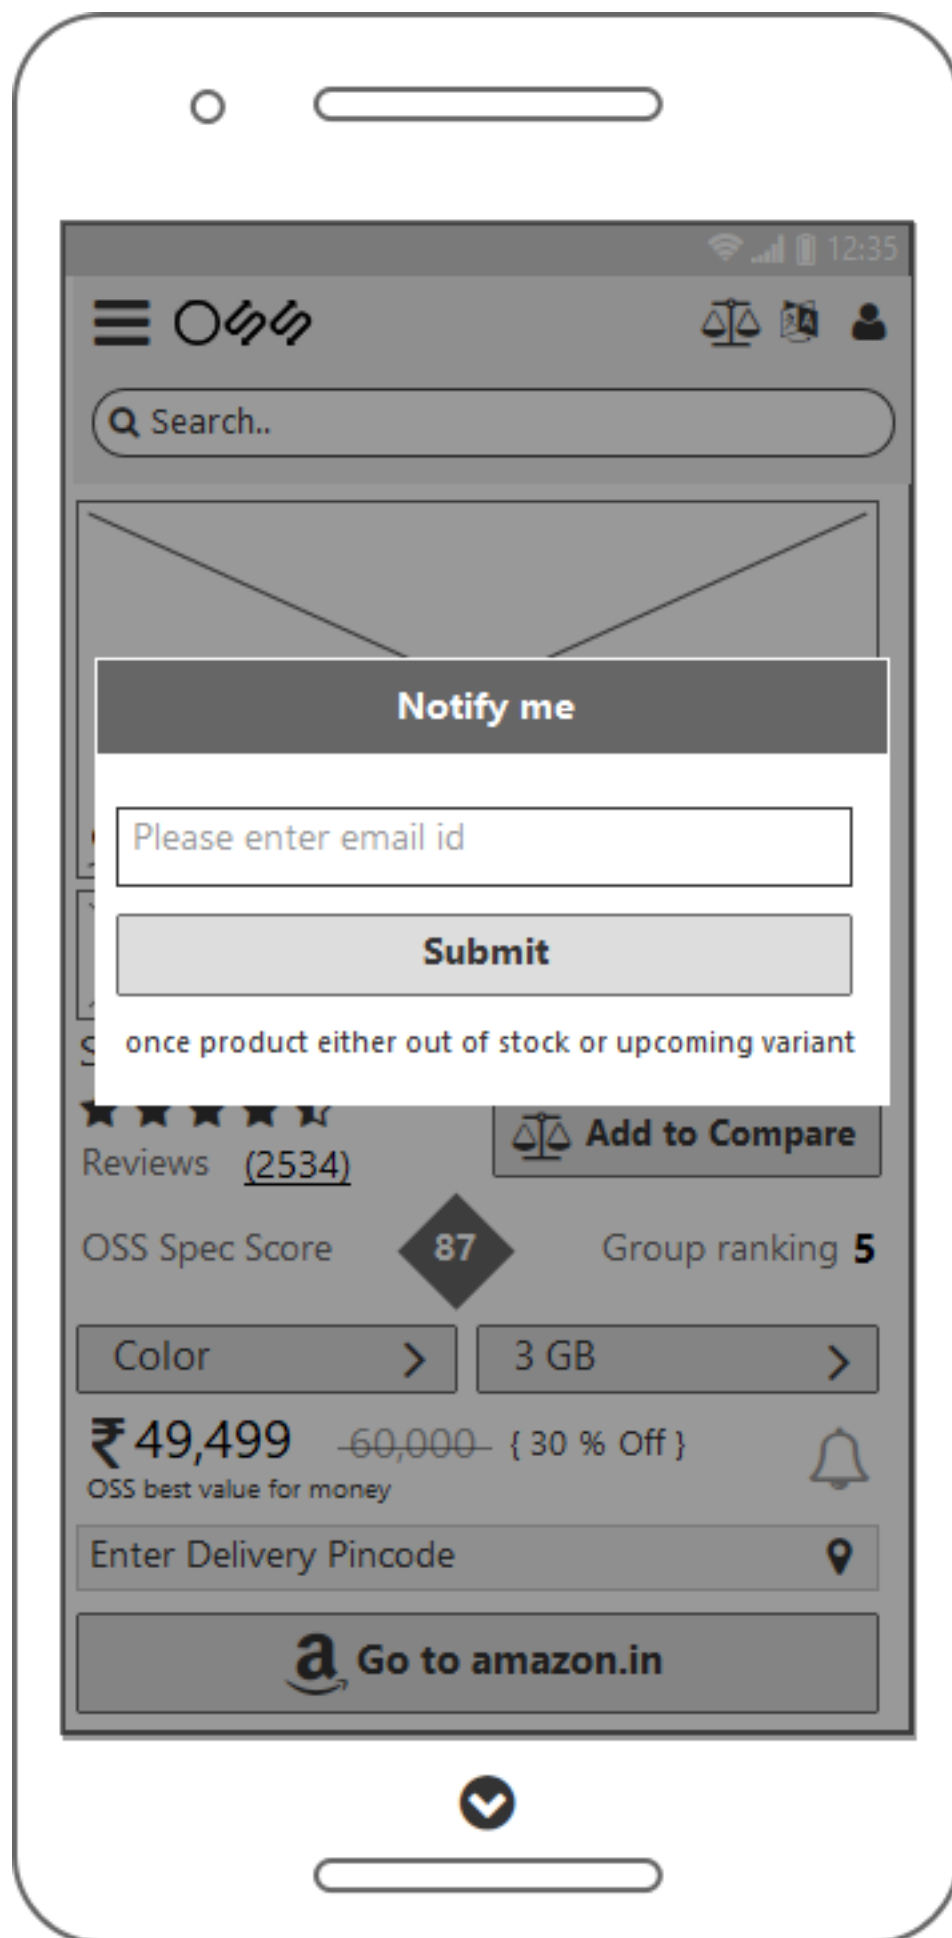 12:35
OSS
Search..
Notify me
Please enter email id
Submit
once product either out of stock or upcoming variant
Add to Compare
Reviews (2534)
OSS Spec Score 87 Group ranking 5
Color 3 GB
₹ 49,499 60,000 { 30 % Off }
OSS best value for money
Enter Delivery Pincode
a Go to amazon.in